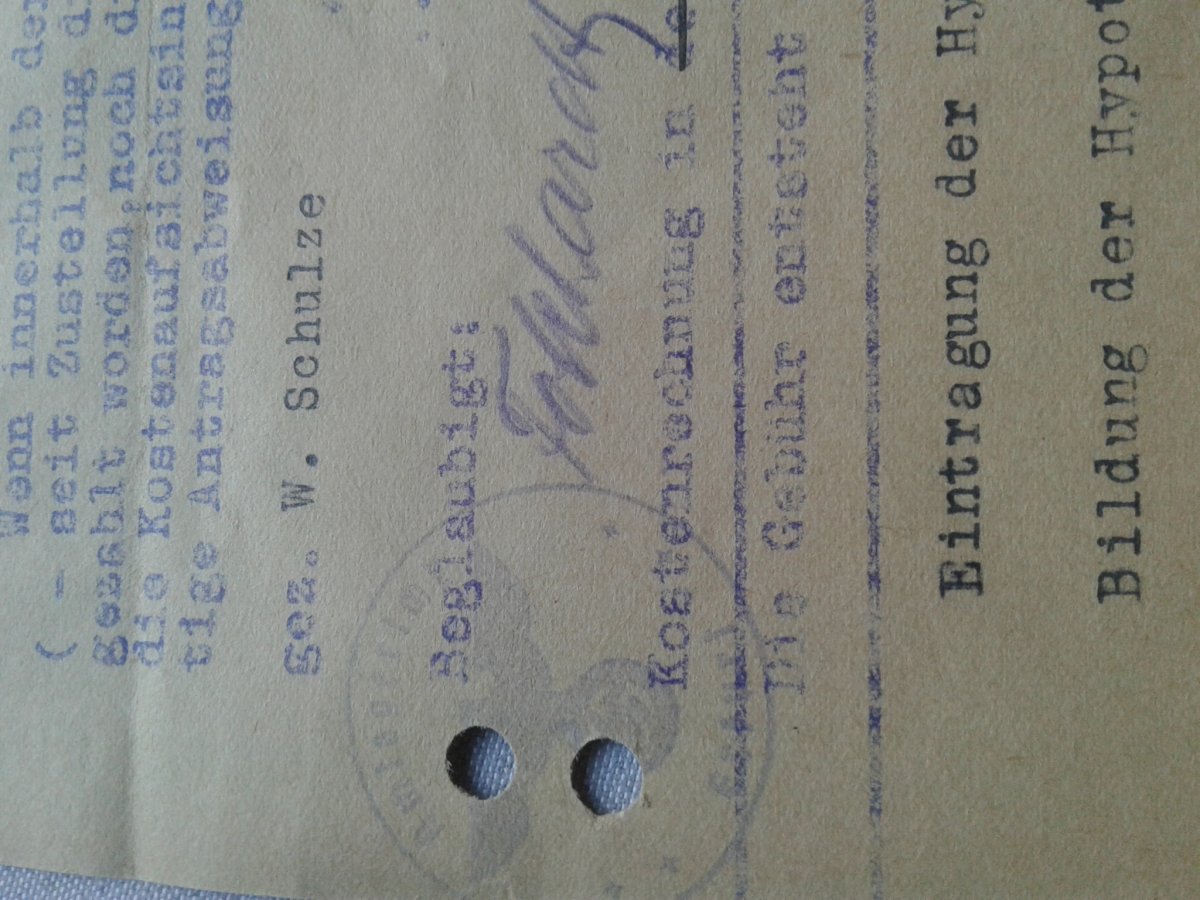 Wenn innerhalb der
( - seit Zustellung d
gezahlt worden, noch d
die Kostenaufsichtsin
tige Antragsabweisung
gez. W. Schulze
Beglaubigt:
Kostenrechnung in
Die Gebühr entsteht
Eintragung der Hy
Bildung der Hypot